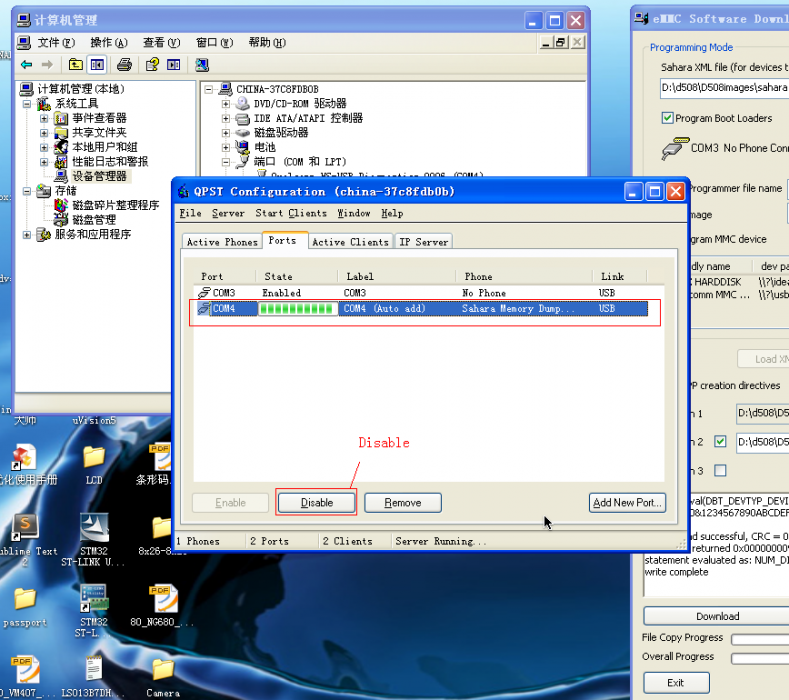 计算机管理
文件(F) 操作(A) 查看(V) 窗口(W) 帮助(H)
计算机管理(本地)
系统工具
事件查看器
共享文件夹
本地用户和组
性能日志和警报
设备管理器
存储
磁盘碎片整理程序
磁盘管理
服务和应用程序
CHINA-37C8FDB0B
DVD/CD-ROM 驱动器
IDE ATA/ATAPI 控制器
磁盘驱动器
电池
端口 (COM 和 LPT)
QPST Configuration (china-37c8fdb0b)
File Server Start Clients Window Help
Active Phones Ports Active Clients IP Server
Port State Label Phone Link
COM3 Enabled COM3 No Phone USB
COM4 COM4 (Auto add) Sahara Memory Dump... USB
Disable
Enable Disable Remove Add New Port...
1 Phones 2 Ports 2 Clients Server Running...
eMMC Software Downl
Programming Mode
Sahara XML file (for devices t
D:\d508\D508images\sahara
Program Boot Loaders
COM3 No Phone Conn
Programmer file name
mage
gram MMC device
dly name dev pa
HARDDISK \\?\ide
comm MMC ... \\?\usb
Load XM
P creation directives
n 1 D:\d508\D5
n 2 D:\d508\D5
n 3
val(DBT_DEVTYP_DEVI
0&1234567890ABCDEF
d successful, CRC = 0
returned 0x00000000
statement evaluated as: NUM_DI
write complete
Download
File Copy Progress
Overall Progress
Exit
大师 uVision5
化使用手册 LCD 条形码.
ublime Text
2
STM32
ST-LINK U...
8x26-8
passport
STM32
ST-L...
80_NG680_...
0_VM407_... LS013B7DH... Camera